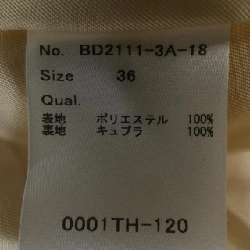 No. BD2111-3A-18
Size 36
Qual.
表地 ポリエステル 100%
裏地 キュプラ 100%
0001TH-120